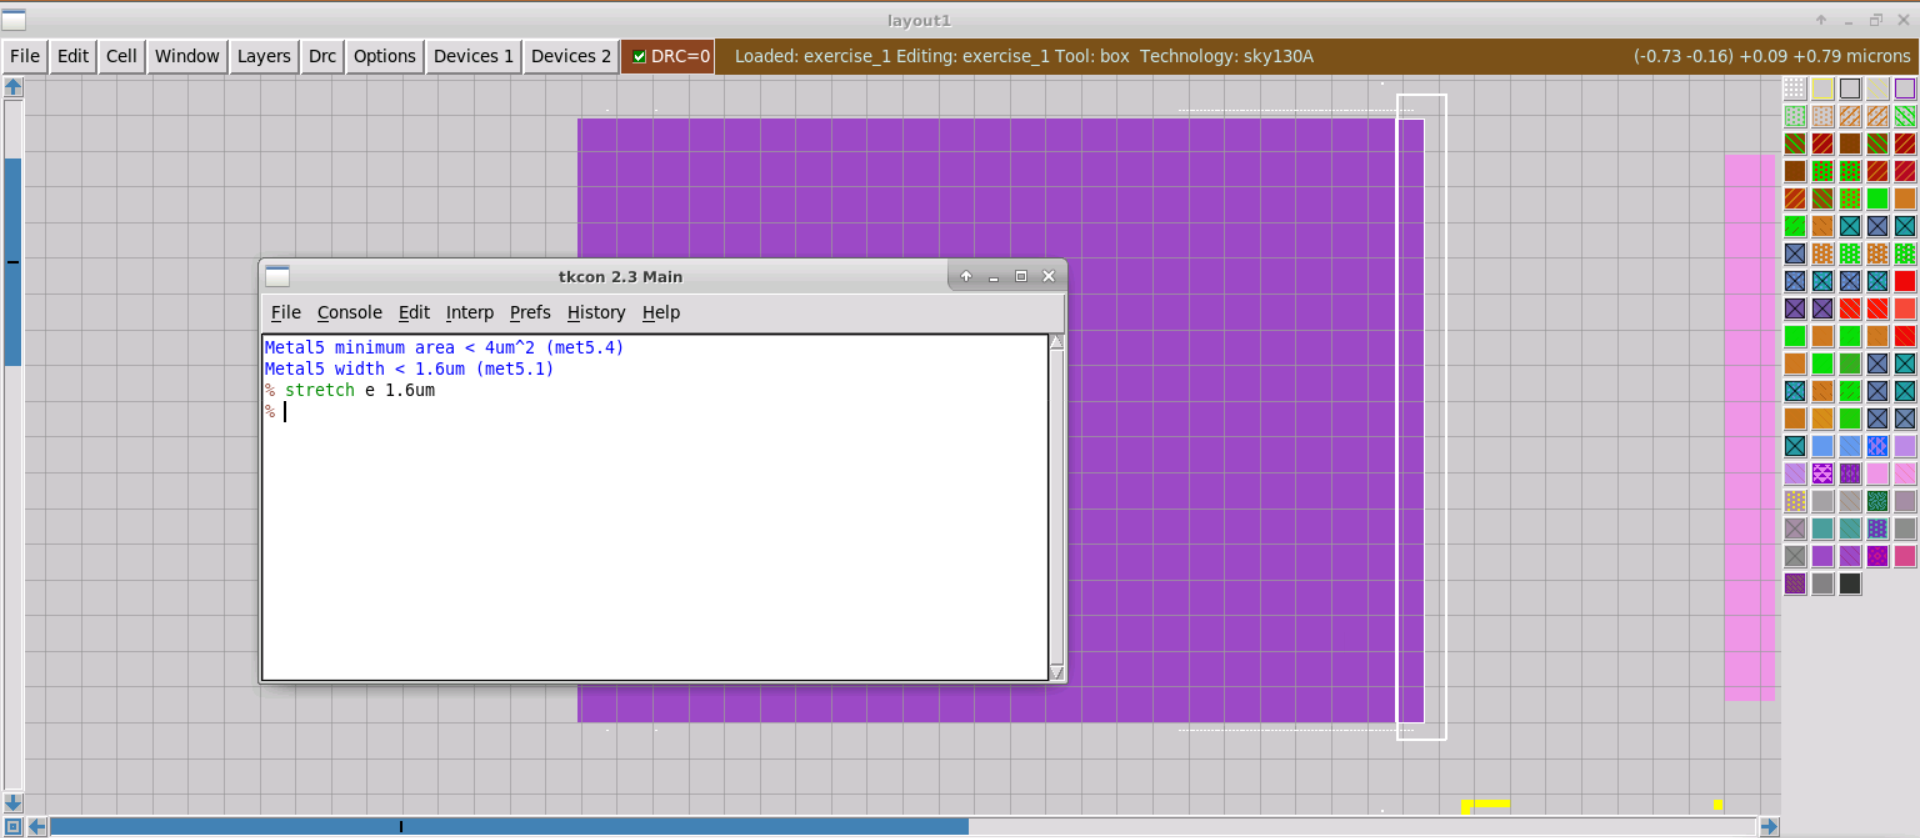 layout1
File Edit Cell Window Layers Drc Options Devices 1 Devices 2 DRC=0 Loaded: exercise_1 Editing: exercise_1 Tool: box Technology: sky130A (-0.73 -0.16) +0.09 +0.79 microns
tkcon 2.3 Main
File Console Edit Interp Prefs History Help
Metal5 minimum area < 4um^2 (met5.4)
Metal5 width < 1.6um (met5.1)
% stretch e 1.6um
%